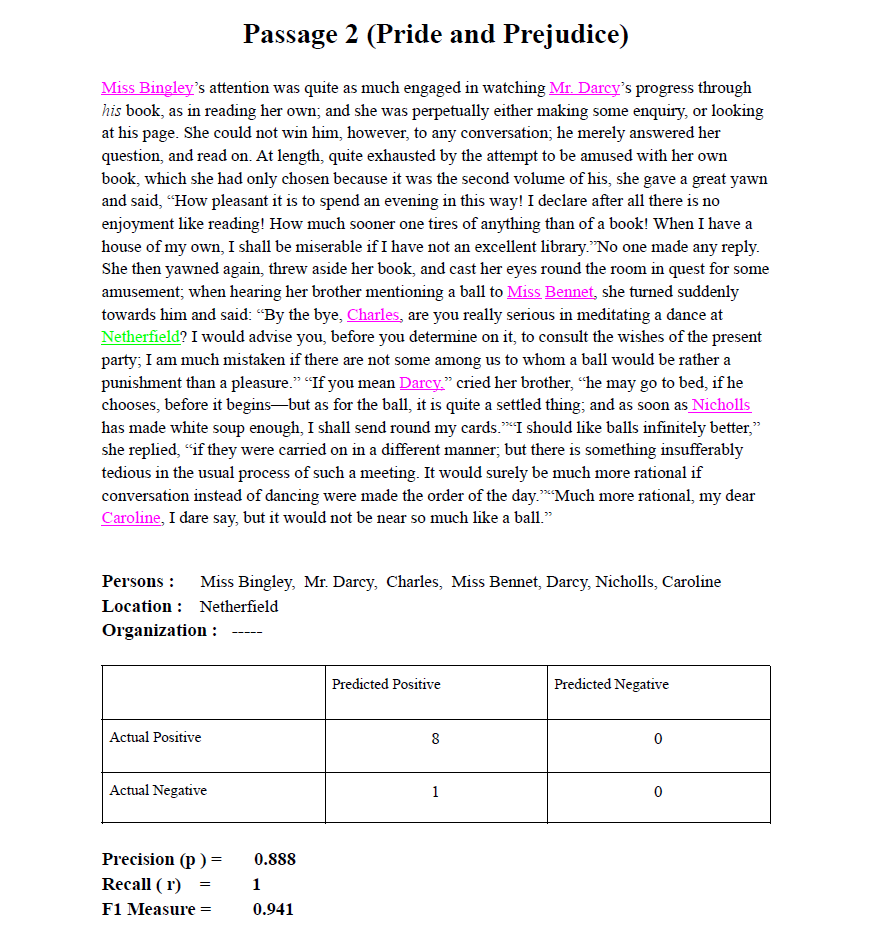 Passage 2 (Pride and Prejudice)
Miss Bingley’s attention was quite as much engaged in watching Mr. Darcy’s progress through
his book, as in reading her own; and she was perpetually either making some enquiry, or looking
at his page. She could not win him, however, to any conversation; he merely answered her
question, and read on. At length, quite exhausted by the attempt to be amused with her own
book, which she had only chosen because it was the second volume of his, she gave a great yawn
and said, “How pleasant it is to spend an evening in this way! I declare after all there is no
enjoyment like reading! How much sooner one tires of anything than of a book! When I have a
house of my own, I shall be miserable if I have not an excellent library.”No one made any reply.
She then yawned again, threw aside her book, and cast her eyes round the room in quest for some
amusement; when hearing her brother mentioning a ball to Miss Bennet, she turned suddenly
towards him and said: “By the bye, Charles, are you really serious in meditating a dance at
Netherfield? I would advise you, before you determine on it, to consult the wishes of the present
party; I am much mistaken if there are not some among us to whom a ball would be rather a
punishment than a pleasure.” “If you mean Darcy,” cried her brother, “he may go to bed, if he
chooses, before it begins—but as for the ball, it is quite a settled thing; and as soon as Nicholls
has made white soup enough, I shall send round my cards.”“I should like balls infinitely better,”
she replied, “if they were carried on in a different manner; but there is something insufferably
tedious in the usual process of such a meeting. It would surely be much more rational if
conversation instead of dancing were made the order of the day.”“Much more rational, my dear
Caroline, I dare say, but it would not be near so much like a ball.”
Persons : Miss Bingley, Mr. Darcy, Charles, Miss Bennet, Darcy, Nicholls, Caroline
Location : Netherfield
Organization : -----
Predicted Positive Predicted Negative
Actual Positive 8 0
Actual Negative 1 0
Precision (p ) = 0.888
Recall ( r) = 1
F1 Measure = 0.941